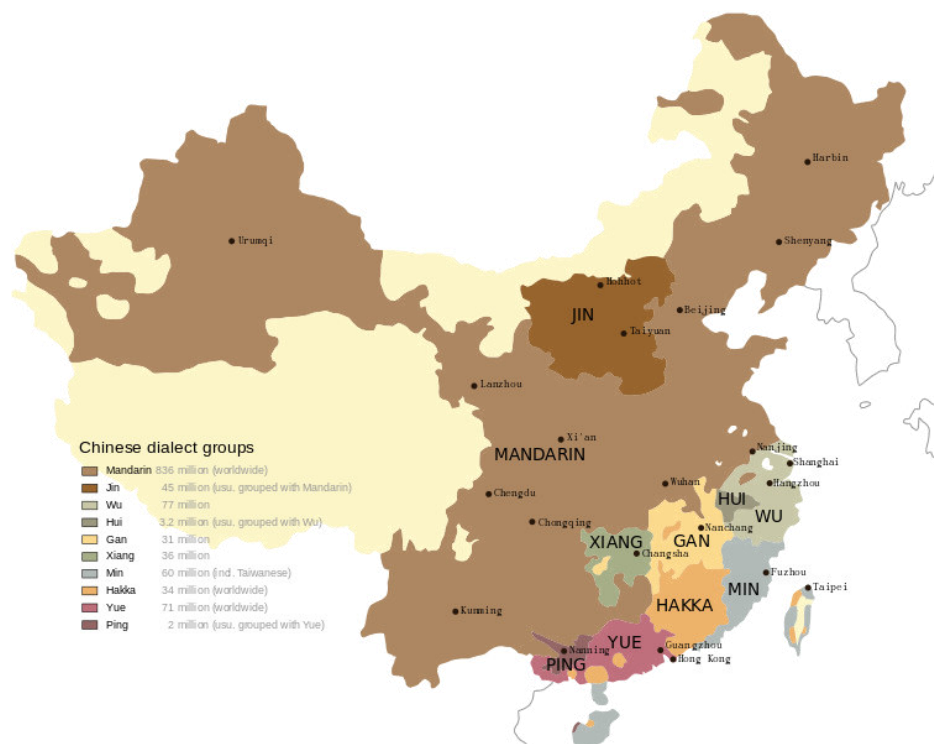 Harbin
Urumqi
Shenyang
Hohhot
JIN
Beijing
Taiyuan
Lanzhou
Xi'an
MANDARIN
Nanjing
Shanghai
Chengdu
Wuhan
Hangzhou
HUI
WU
Chongqing
Nanchang
XIANG
GAN
Changsha
Fuzhou
MIN
Taipei
HAKKA
Kunming
YUE
Guangzhou
Nanning
Hong Kong
PING
Chinese dialect groups
Mandarin 836 million (worldwide)
Jin 45 million (usu. grouped with Mandarin)
Wu 77 million
Hui 3.2 million (usu. grouped with Wu)
Gan 31 million
Xiang 36 million
Min 60 million (incl. Taiwanese)
Hakka 34 million (worldwide)
Yue 71 million (worldwide)
Ping 2 million (usu. grouped with Yue)